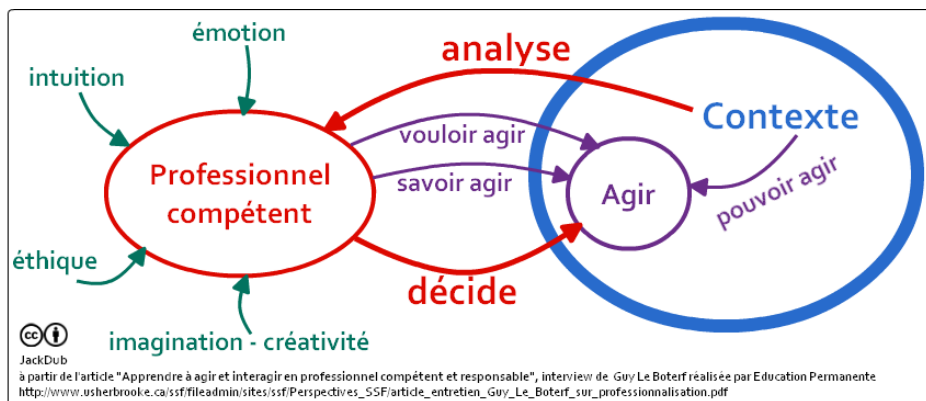 émotion
intuition
analyse
Contexte
vouloir agir
savoir agir
Professionnel
compétent
Agir
pouvoir agir
éthique
décide
imagination - créativité
cc
JackDub
à partir de l'article "Apprendre à agir et interagir en professionnel compétent et responsable", interview de Guy Le Boterf réalisée par Education Permanente
http://www.usherbrooke.ca/ssf/fileadmin/sites/ssf/Perspectives_SSF/article_entretien_Guy_Le_Boterf_sur_professionnalisation.pdf